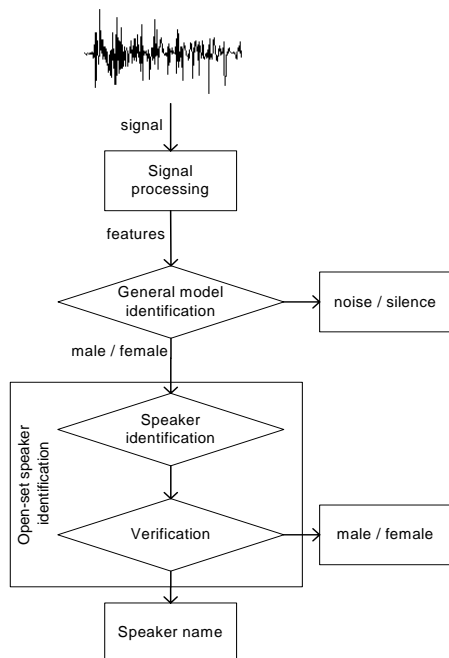 signal
Signal
processing
features
General model
identification
noise / silence
male / female
Open-set speaker
identification
Speaker
identification
Verification
male / female
Speaker name